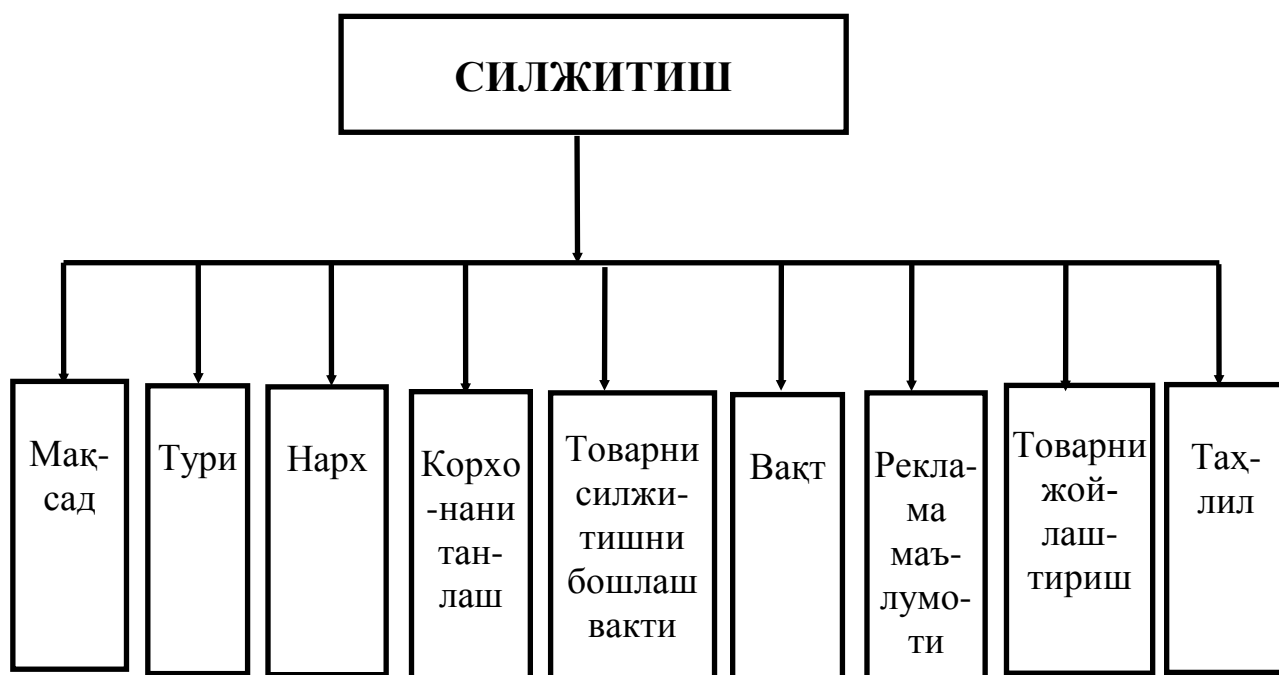 СИЛЖИТИШ
Мақ-
сад
Тури
Нарх
Корхо
-нани
тан-
лаш
Товарни
силжи-
тишни
бошлаш
вакти
Вақт
Рекла-
ма
маъ-
лумо-
ти
Товарни
жой-
лаш-
тириш
Таҳ-
лил